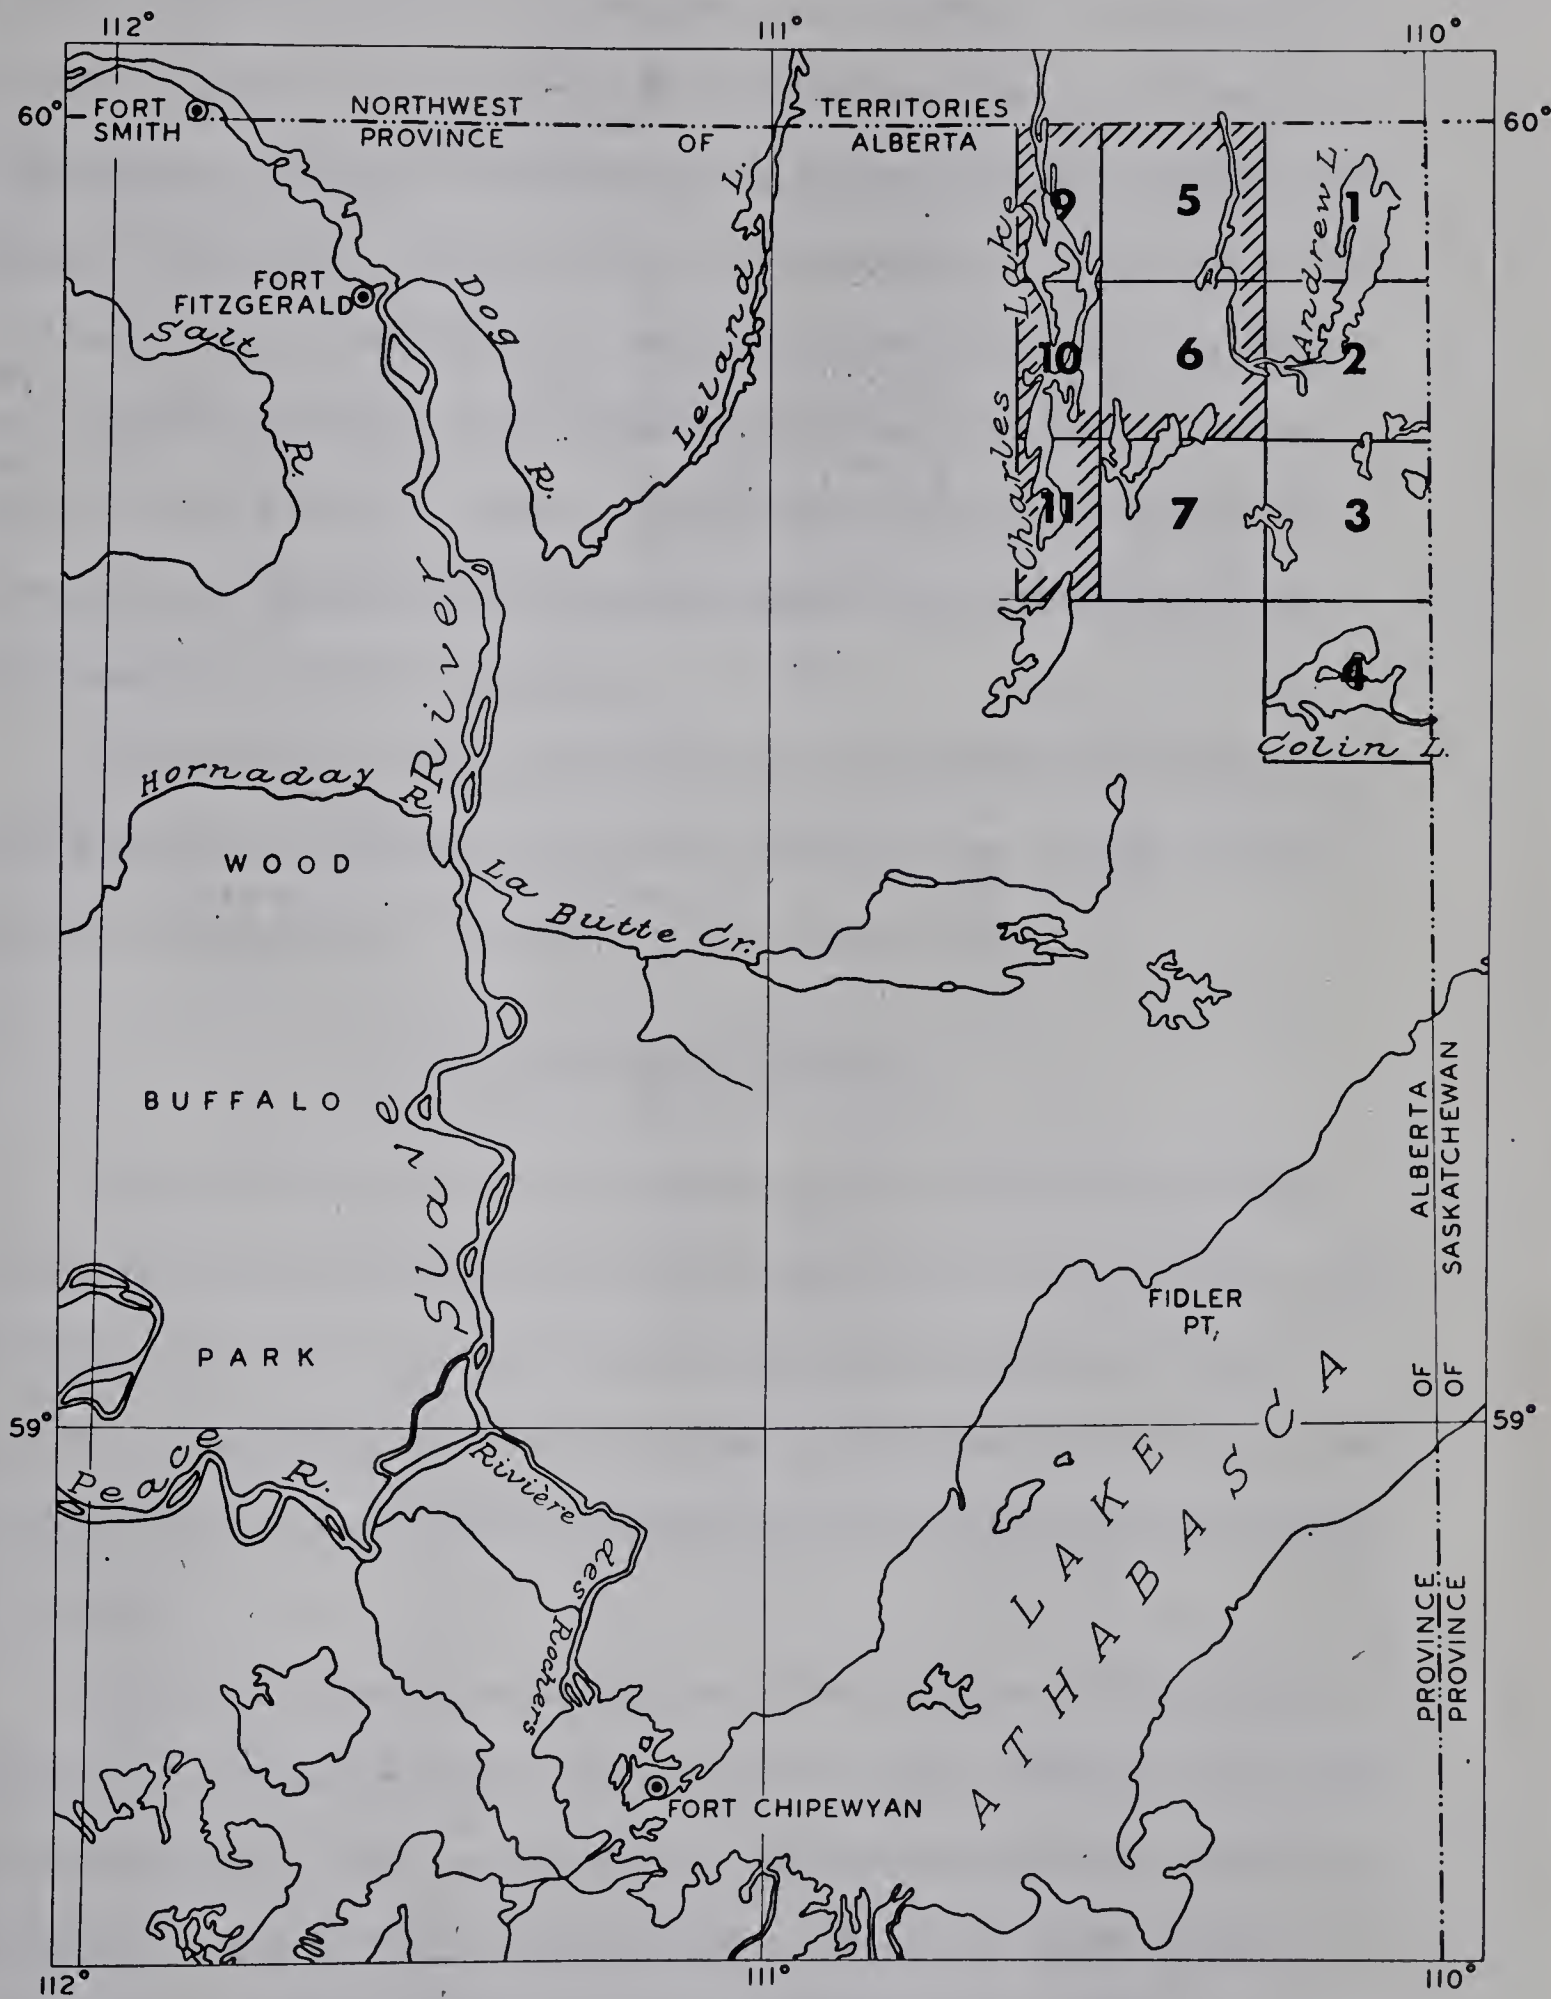 112°
111°
110°
60°
FORT
SMITH
NORTHWEST
TERRITORIES
60°
PROVINCE
OF
ALBERTA
FORT
FITZGERALD
Salt
R.
Dog
R.
Leland L.
Charles Lake
Andrew L.
9
5
1
10
6
2
11
7
3
4
Colin L.
Slave River
Hornaday
R.
La Butte Cr.
WOOD
BUFFALO
PARK
PROVINCE OF ALBERTA
PROVINCE OF SASKATCHEWAN
FIDLER
PT.
59°
59°
Peace R.
Rivière des Rochers
LAKE
ATHABASCA
FORT CHIPEWYAN
112°
111°
110°